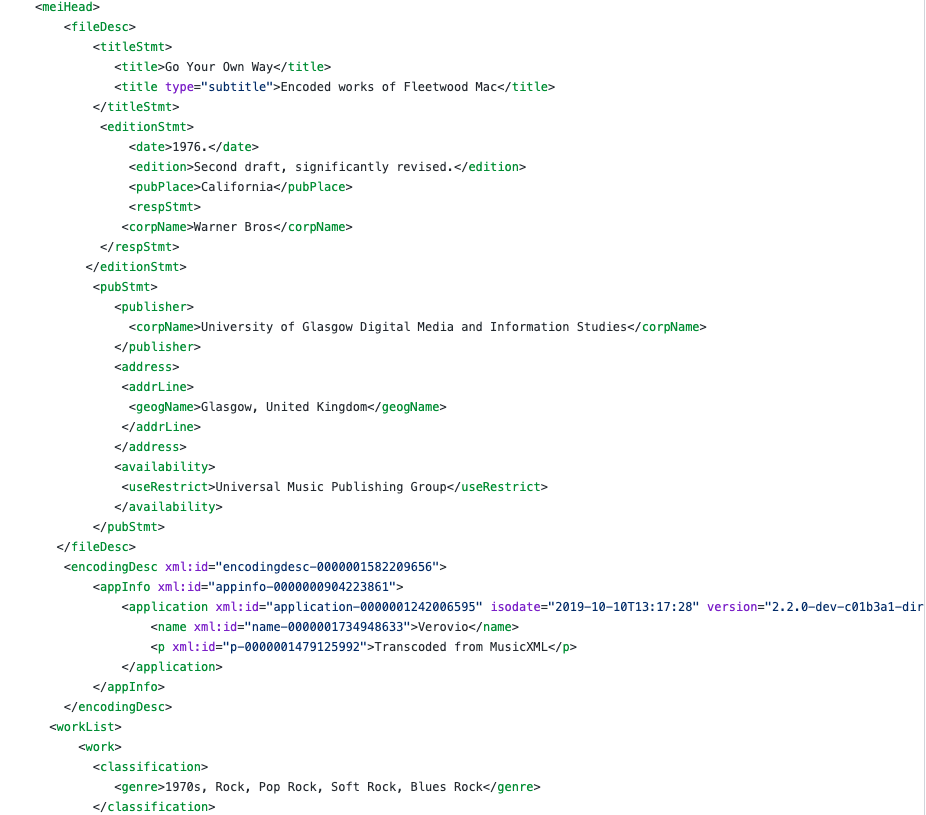 <meiHead>
<fileDesc>
<titleStmt>
<title>Go Your Own Way</title>
<title type="subtitle">Encoded works of Fleetwood Mac</title>
</titleStmt>
<editionStmt>
<date>1976.</date>
<edition>Second draft, significantly revised.</edition>
<pubPlace>California</pubPlace>
<respStmt>
<corpName>Warner Bros</corpName>
</respStmt>
</editionStmt>
<pubStmt>
<publisher>
<corpName>University of Glasgow Digital Media and Information Studies</corpName>
</publisher>
<address>
<addrLine>
<geogName>Glasgow, United Kingdom</geogName>
</addrLine>
</address>
<availability>
<useRestrict>Universal Music Publishing Group</useRestrict>
</availability>
</pubStmt>
</fileDesc>
<encodingDesc xml:id="encodingdesc-0000001582209656">
<appInfo xml:id="appinfo-0000000904223861">
<application xml:id="application-0000001242006595" isodate="2019-10-10T13:17:28" version="2.2.0-dev-c01b3a1-dir
<name xml:id="name-0000001734948633">Verovio</name>
<p xml:id="p-0000001479125992">Transcoded from MusicXML</p>
</application>
</appInfo>
</encodingDesc>
<workList>
<work>
<classification>
<genre>1970s, Rock, Pop Rock, Soft Rock, Blues Rock</genre>
</classification>